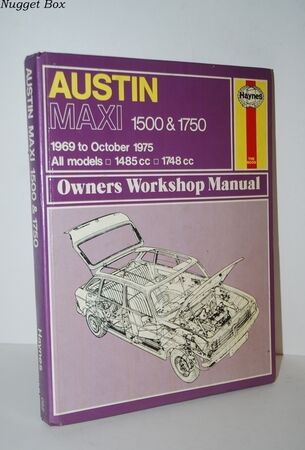 Nugget Box
AUSTIN
MAXI 1500 & 1750
Haynes
1969 to October 1975
All models □ 1485 cc □ 1748 cc
Owners Workshop Manual
AUSTIN MAXI 1500 & 1750
Haynes